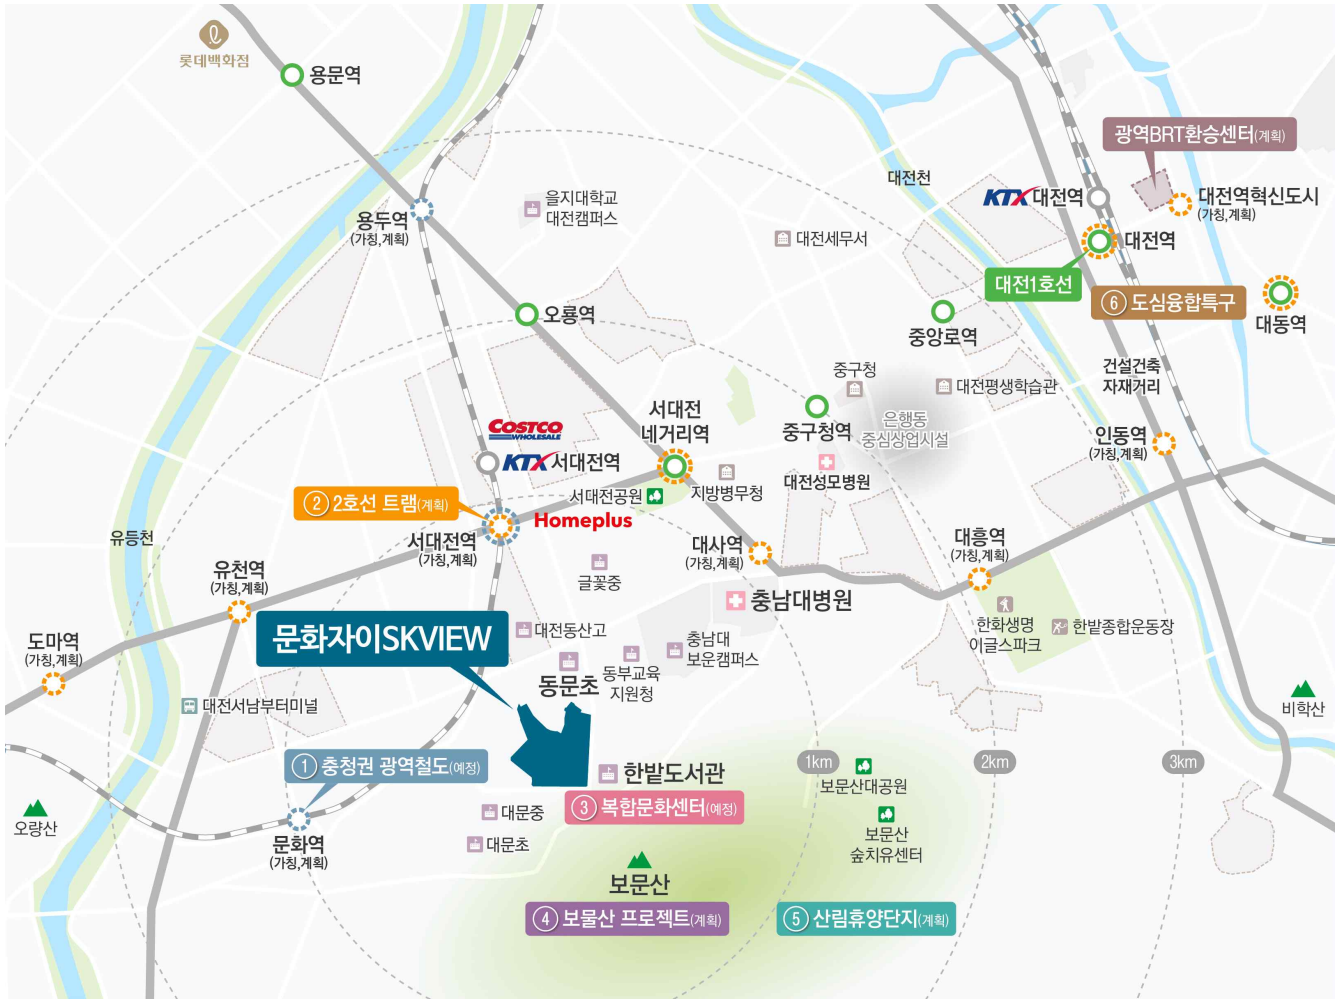 롯데백화점
용문역
광역BRT환승센터(계획)
대전천
KTX 대전역
대전역혁신도시
(가칭,계획)
을지대학교
대전캠퍼스
용두역
(가칭,계획)
대전세무서
대전역
대전1호선
⑥ 도심융합특구
대동역
오룡역
중앙로역
건설건축
자재거리
중구청
대전평생학습관
서대전
네거리역
중구청역
은행동
중심상업시설
인동역
(가칭,계획)
COSTCO
WHOLESALE
KTX 서대전역
대전성모병원
서대전공원
지방병무청
② 2호선 트램(계획)
Homeplus
서대전역
(가칭,계획)
유등천
대사역
(가칭,계획)
대흥역
(가칭,계획)
유천역
(가칭,계획)
글꽃중
충남대병원
문화자이SKVIEW
대전동산고
한화생명
이글스파크
한밭종합운동장
도마역
(가칭,계획)
충남대
보운캠퍼스
동문초
동부교육
지원청
대전서남부터미널
비학산
① 충청권 광역철도(예정)
한밭도서관
1km
2km
3km
보문산대공원
③ 복합문화센터(예정)
오량산
대문중
문화역
(가칭,계획)
대문초
보문산
숲치유센터
보문산
④ 보물산 프로젝트(계획)
⑤ 산림휴양단지(계획)